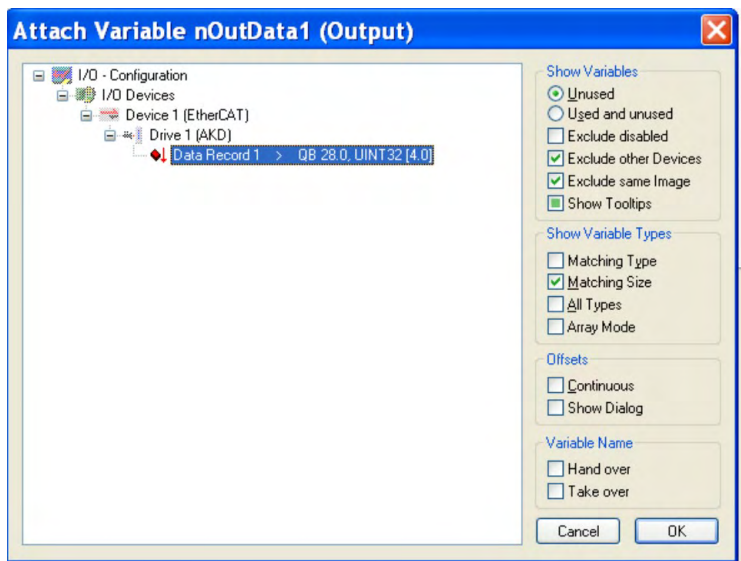 Attach Variable nOutData1 (Output)
I/O - Configuration
I/O Devices
Device 1 (EtherCAT)
Drive 1 (AKD)
Data Record 1 > QB 28.0, UINT32 [4.0]
Show Variables
Unused
Used and unused
Exclude disabled
Exclude other Devices
Exclude same Image
Show Tooltips
Show Variable Types
Matching Type
Matching Size
All Types
Array Mode
Offsets
Continuous
Show Dialog
Variable Name
Hand over
Take over
Cancel
OK